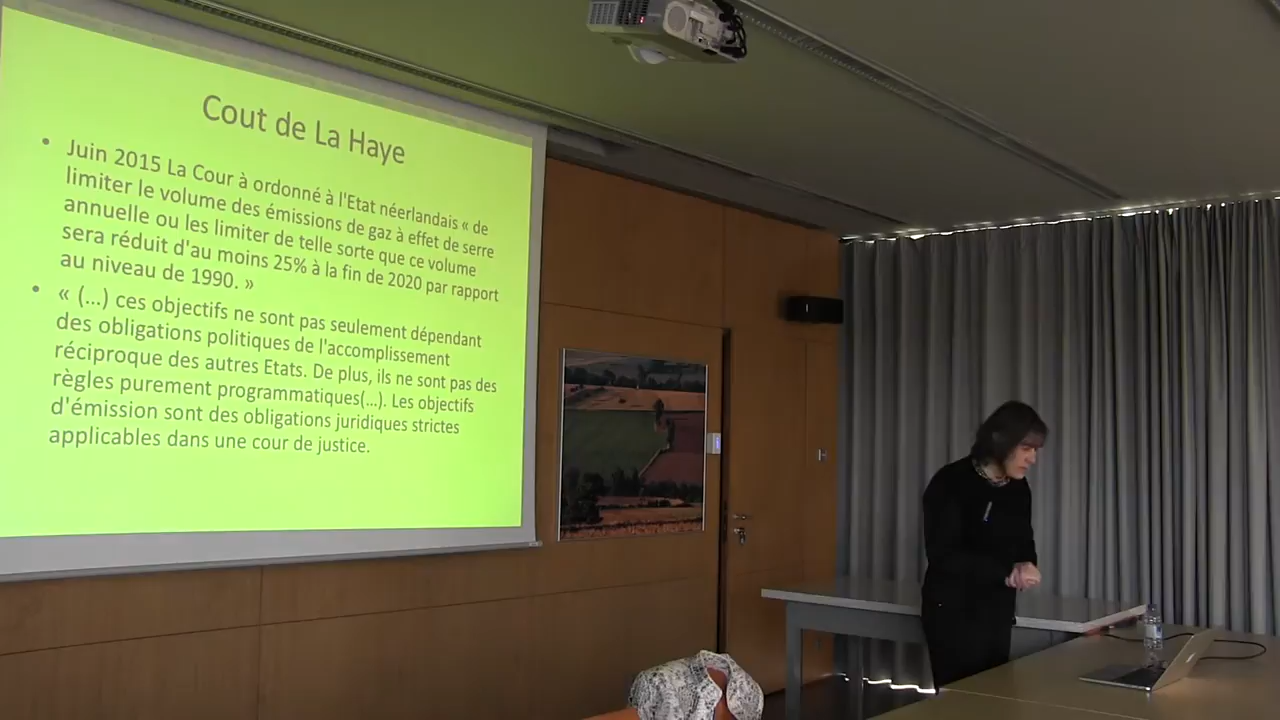 Cout de La Haye
• Juin 2015 La Cour à ordonné à l'Etat néerlandais « de
limiter le volume des émissions de gaz à effet de serre
annuelle ou les limiter de telle sorte que ce volume
sera réduit d'au moins 25% à la fin de 2020 par rapport
au niveau de 1990. »
• « (...) ces objectifs ne sont pas seulement dépendant
des obligations politiques de l'accomplissement
réciproque des autres Etats. De plus, ils ne sont pas des
règles purement programmatiques(...). Les objectifs
d'émission sont des obligations juridiques strictes
applicables dans une cour de justice.